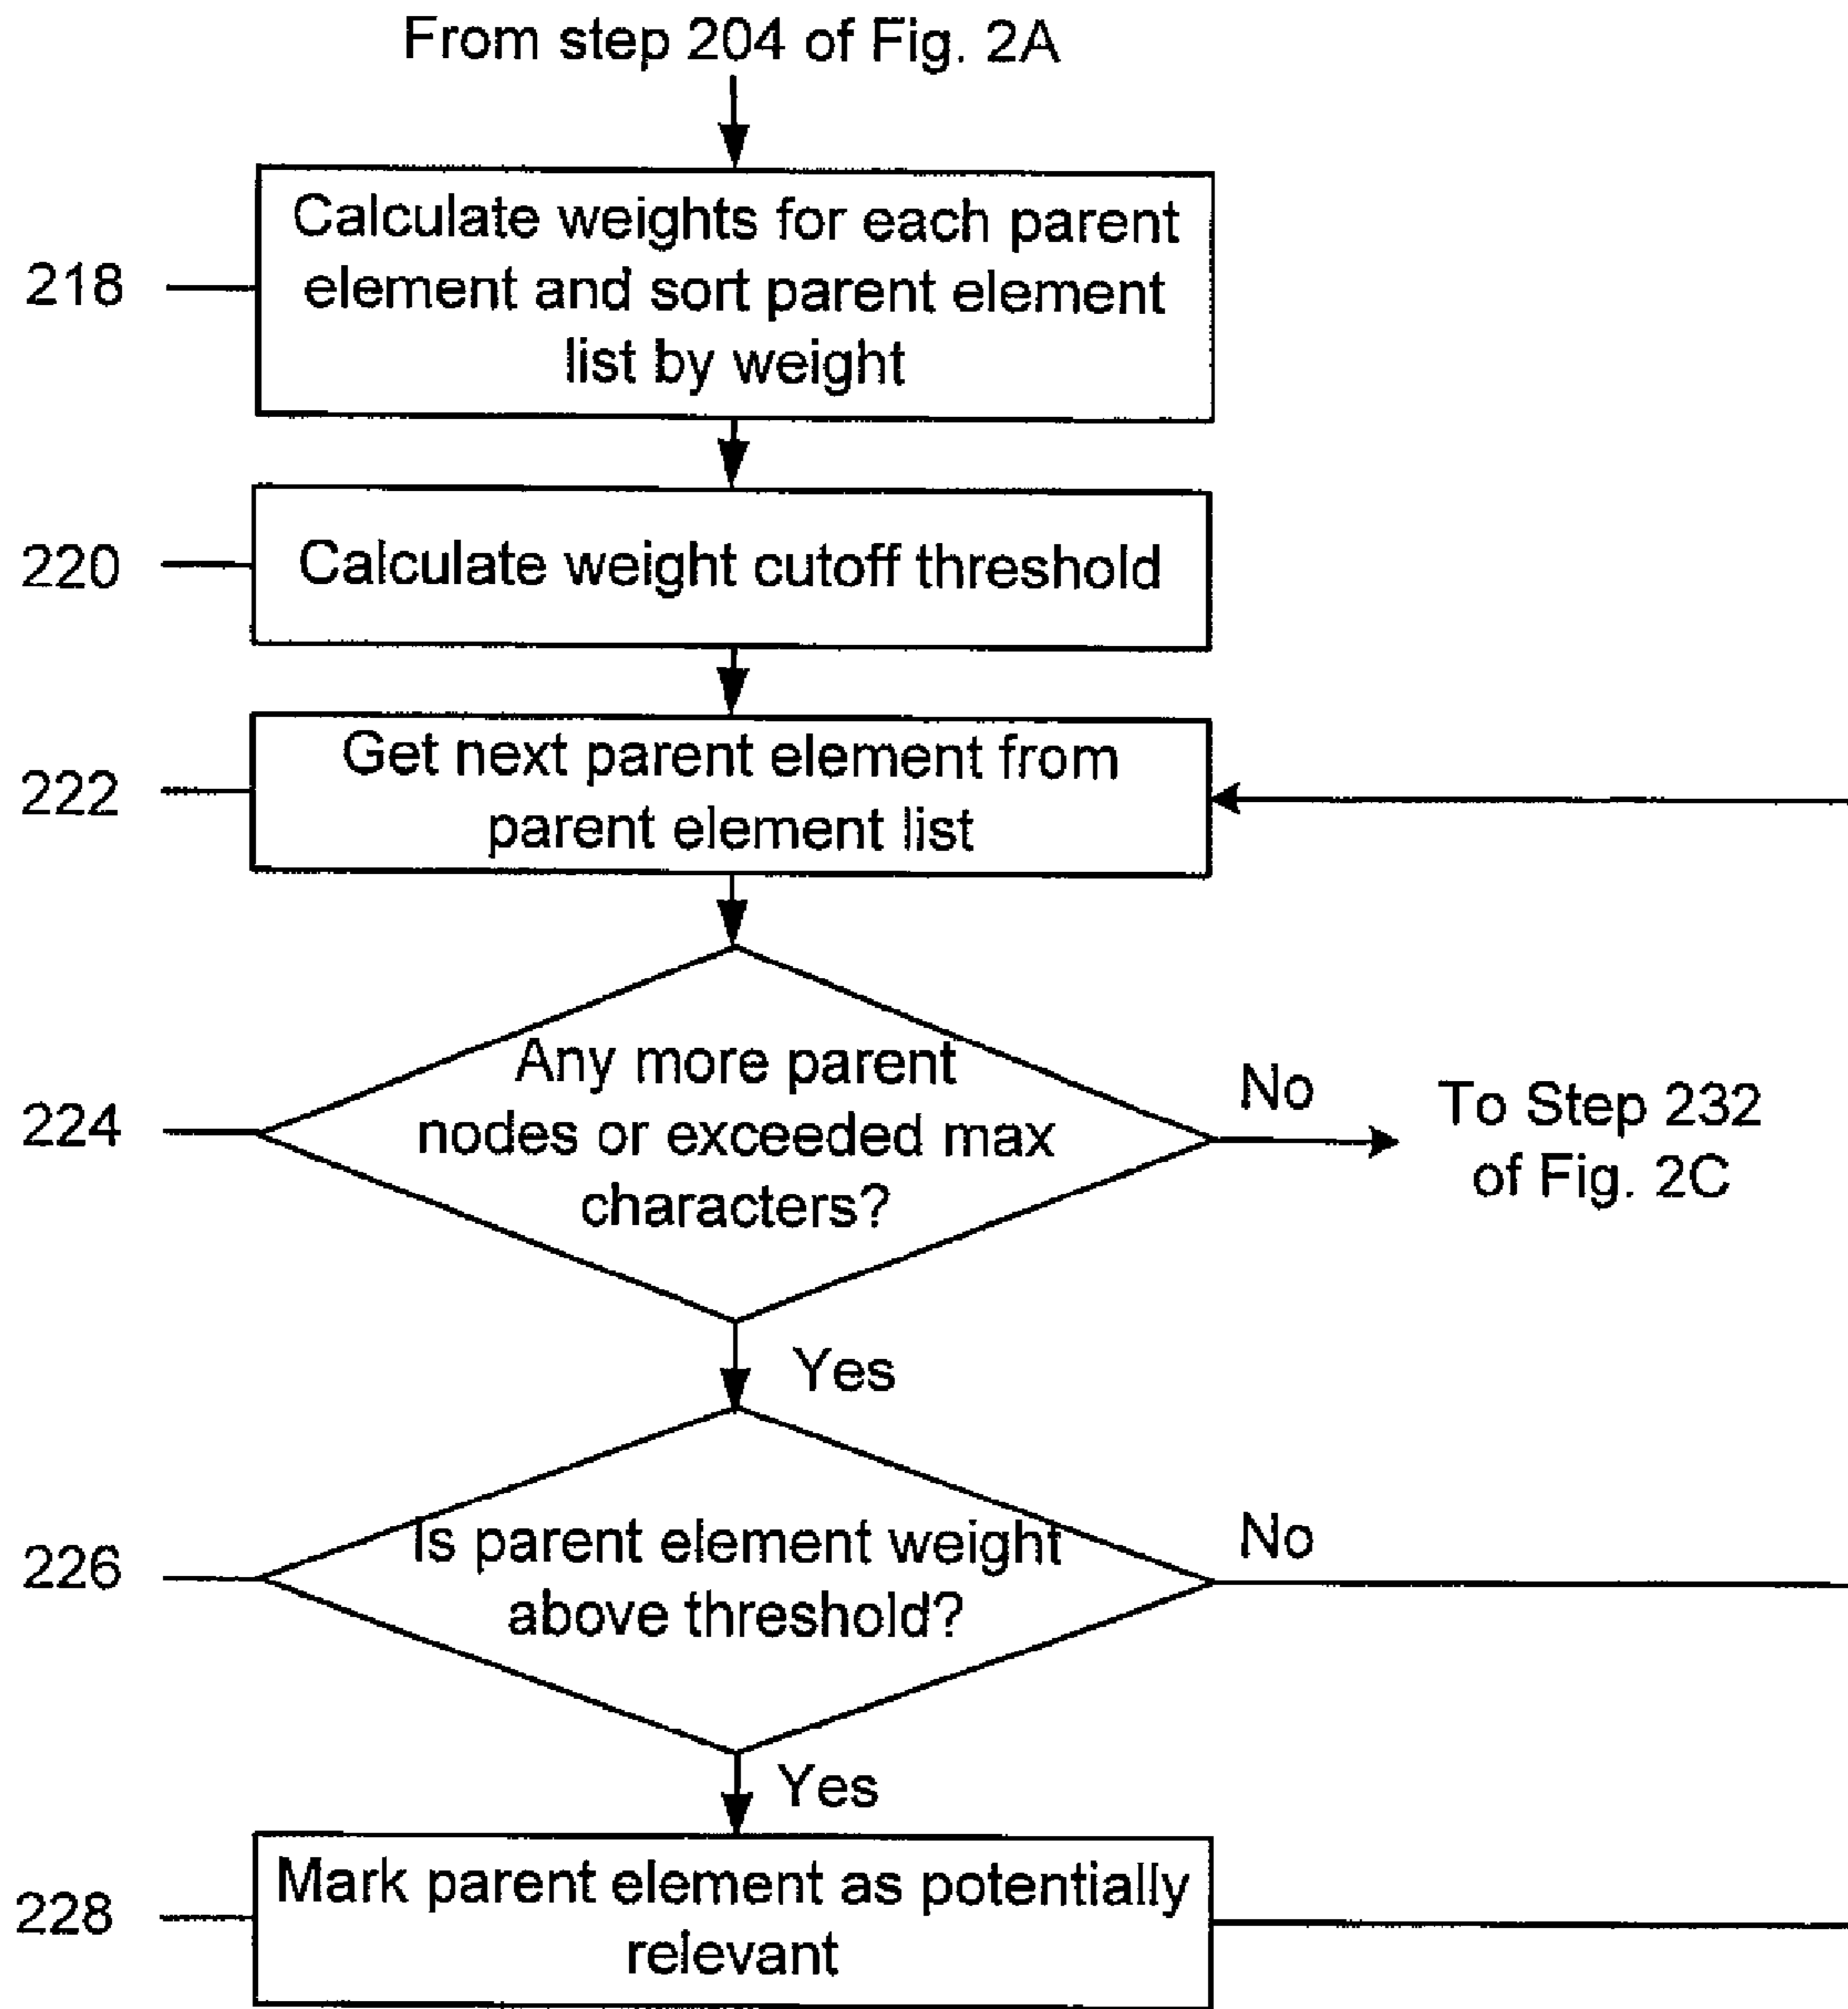 From step 204 of Fig. 2A
218
Calculate weights for each parent
element and sort parent element
list by weight
220
Calculate weight cutoff threshold
222
Get next parent element from
parent element list
224
Any more parent
nodes or exceeded max
characters?
No
To Step 232
of Fig. 2C
Yes
226
Is parent element weight
above threshold?
No
Yes
228
Mark parent element as potentially
relevant